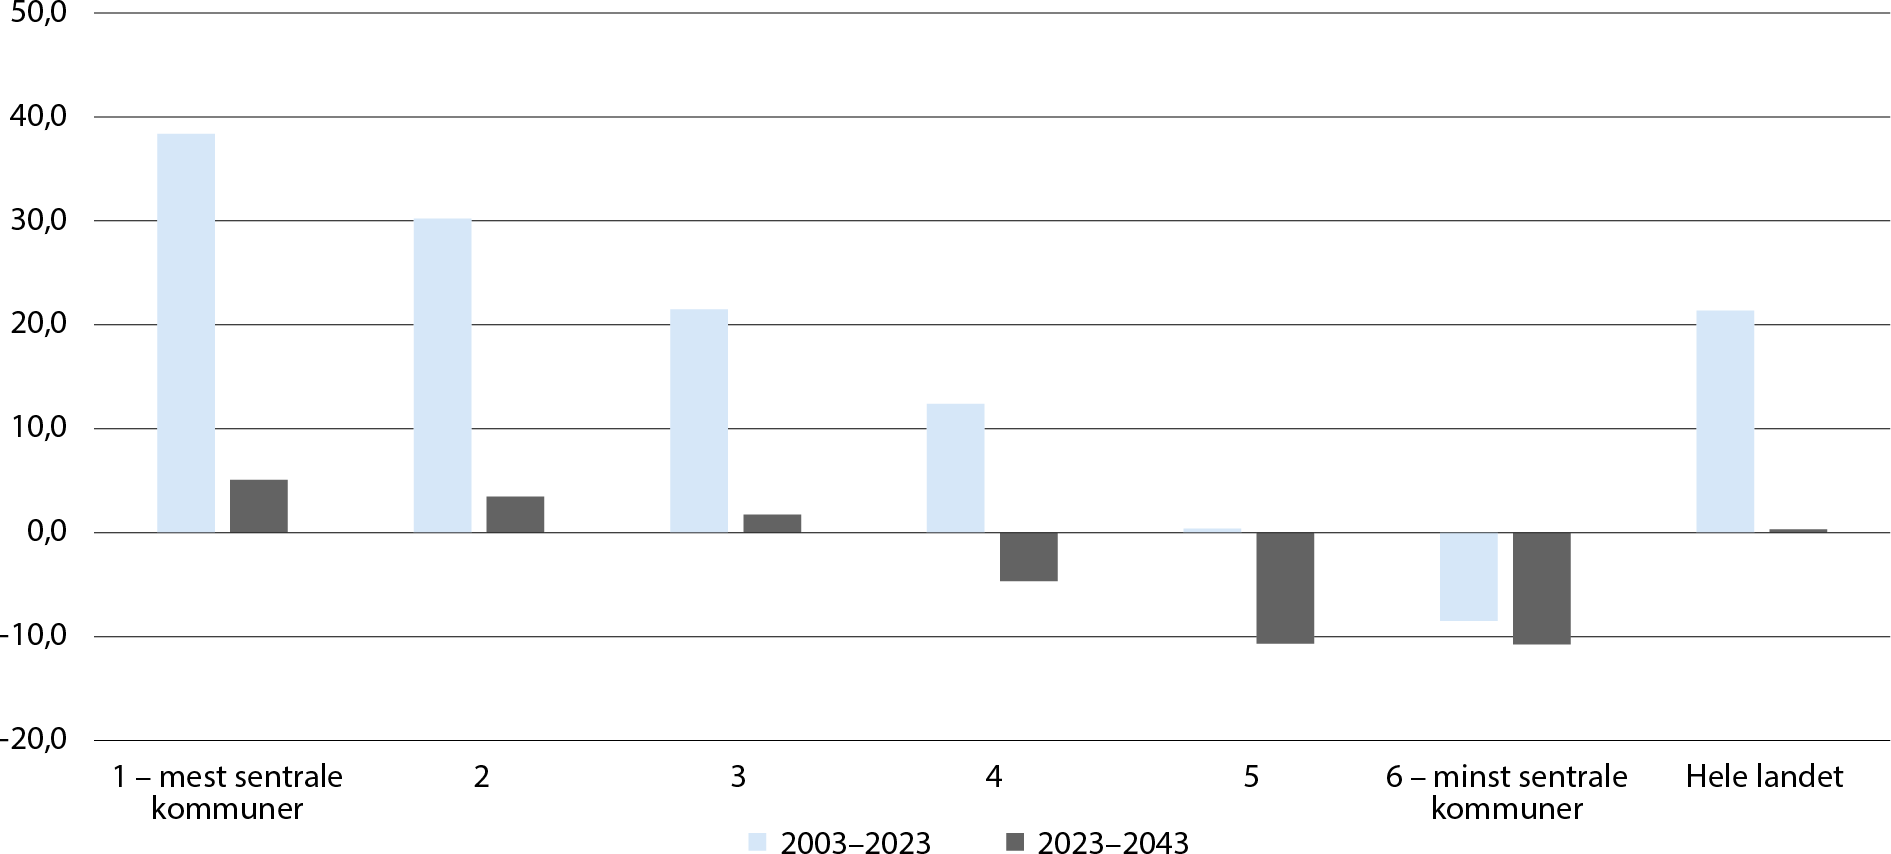 50,0
40,0
30,0
20,0
10,0
0,0
-10,0
-20,0
1 – mest sentrale
kommuner
2
3
4
5
6 – minst sentrale
kommuner
Hele landet
2003–2023
2023–2043